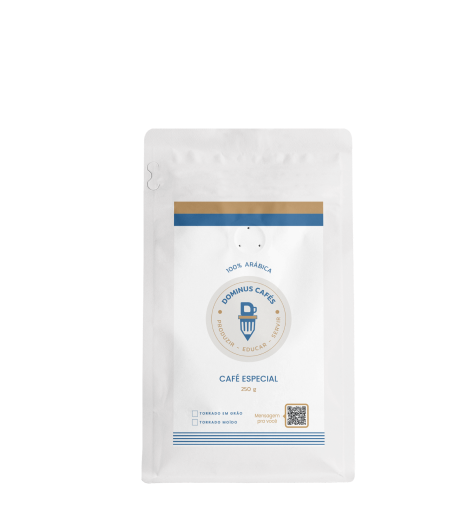 100% ARÁBICA
DOMINUS CAFÉS
PRODUZIR - EDUCAR - SERVIR
CAFÉ ESPECIAL
250 g
TORRADO EM GRÃO
TORRADO MOÍDO
Mensagem
pra você